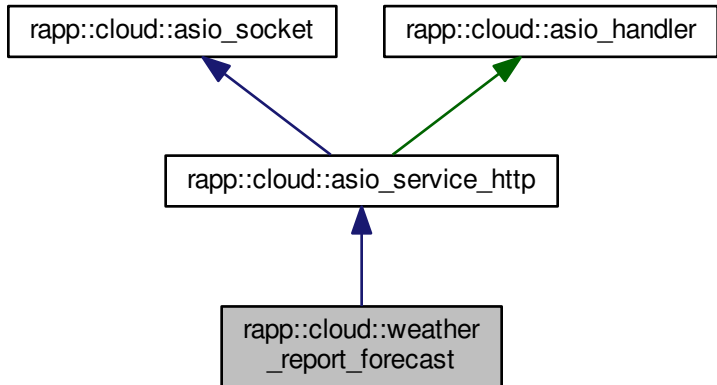 rapp::cloud::asio_socket
rapp::cloud::asio_handler
rapp::cloud::asio_service_http
rapp::cloud::weather
_report_forecast